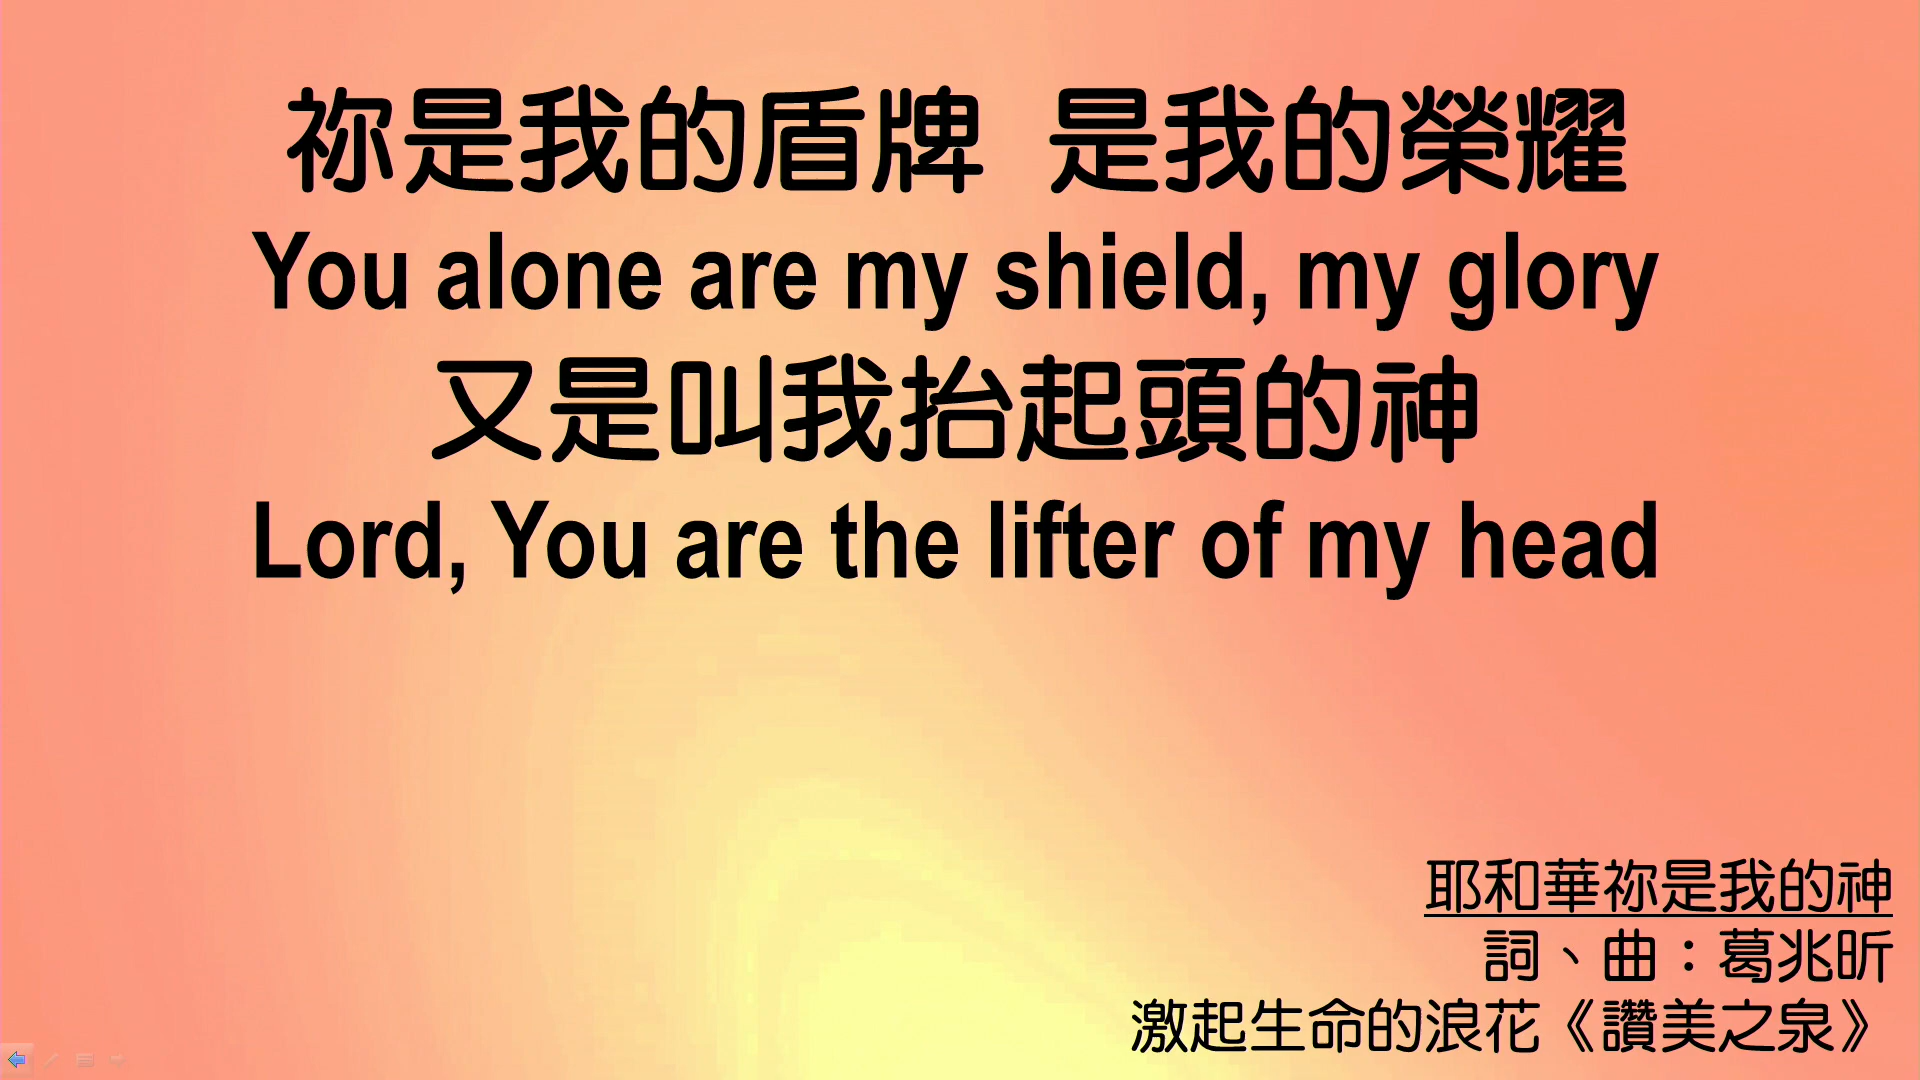 祢是我的盾牌 是我的榮耀
You alone are my shield, my glory
又是叫我抬起頭的神
Lord, You are the lifter of my head
耶和華祢是我的神
詞、曲：葛兆昕
激起生命的浪花《讚美之泉》